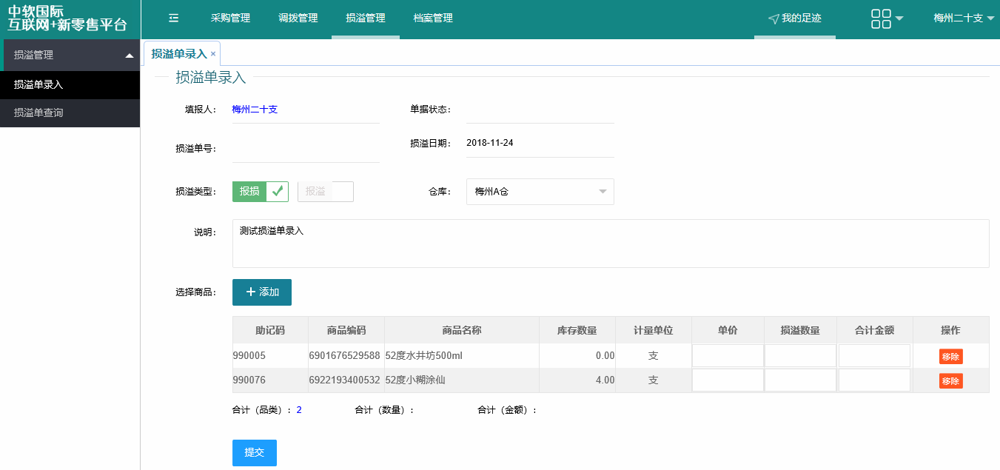 中软国际
互联网+新零售平台
采购管理 调拨管理 损溢管理 档案管理 我的足迹 梅州二十支
损溢管理
损溢单录入
损溢单查询
损溢单录入 ×
损溢单录入
填报人: 梅州二十支 单据状态:
损溢单号: 损溢日期: 2018-11-24
损溢类型: 报损 报溢 仓库: 梅州A仓
说明: 测试损溢单录入
选择商品: 添加
助记码 商品编码 商品名称 库存数量 计量单位 单价 损溢数量 合计金额 操作
990005 6901676529588 52度水井坊500ml 0.00 支 移除
990076 6922193400532 52度小糊涂仙 4.00 支 移除
合计（品类）: 2 合计（数量）: 合计（金额）:
提交